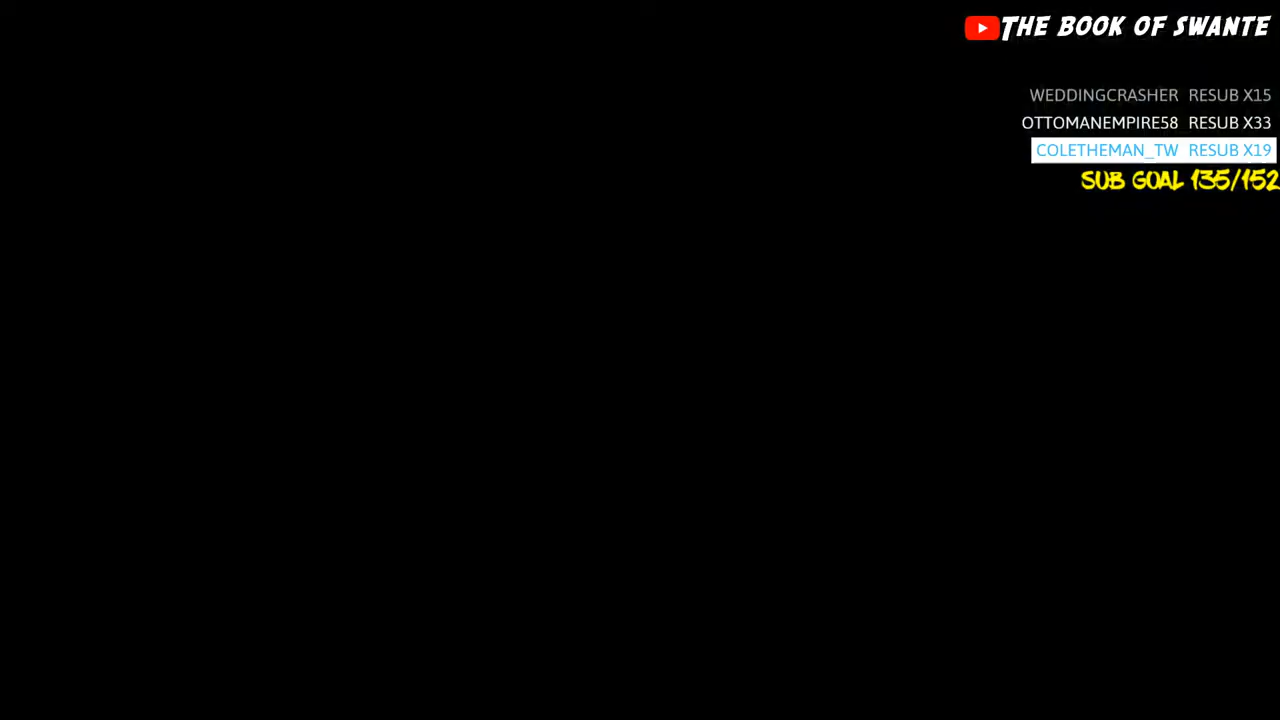 THE BOOK OF SWANTE
WEDDINGCRASHER RESUB X15
OTTOMANEMPIRE58 RESUB X33
COLETHEMAN_TW RESUB X19
SUB GOAL 135/152